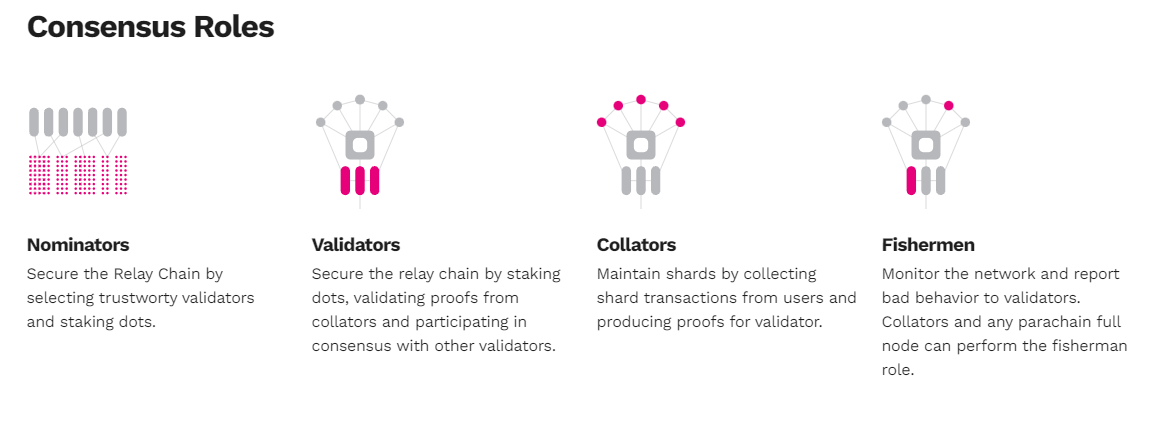 Consensus Roles
Nominators
Secure the Relay Chain by
selecting trustworty validators
and staking dots.
Validators
Secure the relay chain by staking
dots, validating proofs from
collators and participating in
consensus with other validators.
Collators
Maintain shards by collecting
shard transactions from users and
producing proofs for validator.
Fishermen
Monitor the network and report
bad behavior to validators.
Collators and any parachain full
node can perform the fisherman
role.